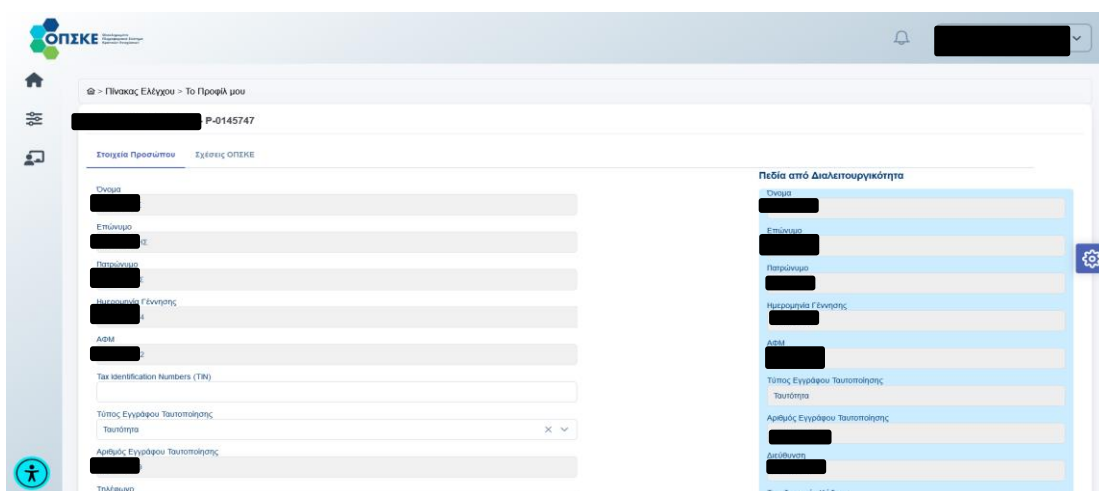 ΟΠΣΚΕ
> Πίνακας Ελέγχου > Το Προφίλ μου
P-0145747
Στοιχεία Προσώπου Σχέσεις ΟΠΣΚΕ
Όνομα
Επώνυμο
Πατρώνυμο
Ημερομηνία Γέννησης
4
ΑΦΜ
2
Tax Identification Numbers (TIN)
Τύπος Εγγράφου Ταυτοποίησης
Ταυτότητα
Αριθμός Εγγράφου Ταυτοποίησης
Τηλέφωνο
Πεδία από Διαλειτουργικότητα
Όνομα
Επώνυμο
Πατρώνυμο
Ημερομηνία Γέννησης
ΑΦΜ
Τύπος Εγγράφου Ταυτοποίησης
Ταυτότητα
Αριθμός Εγγράφου Ταυτοποίησης
Διεύθυνση